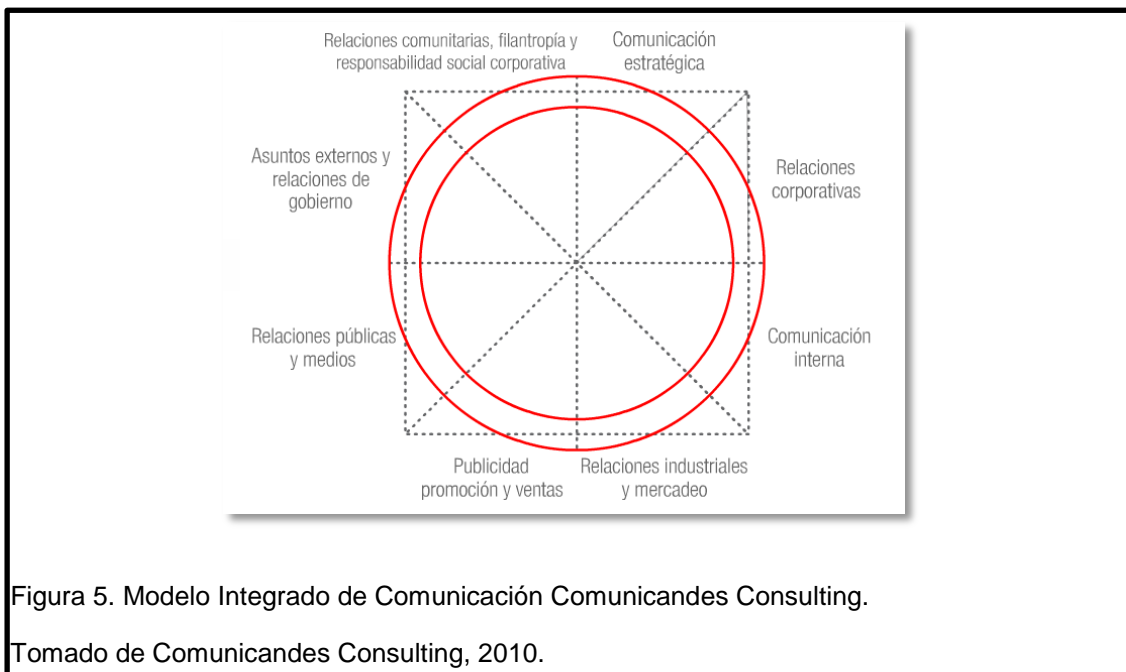 Relaciones comunitarias, filantropía y
responsabilidad social corporativa
Comunicación
estratégica
Asuntos externos y
relaciones de
gobierno
Relaciones
corporativas
Relaciones públicas
y medios
Comunicación
interna
Publicidad
promoción y ventas
Relaciones industriales
y mercadeo
Figura 5. Modelo Integrado de Comunicación Comunicandes Consulting.
Tomado de Comunicandes Consulting, 2010.